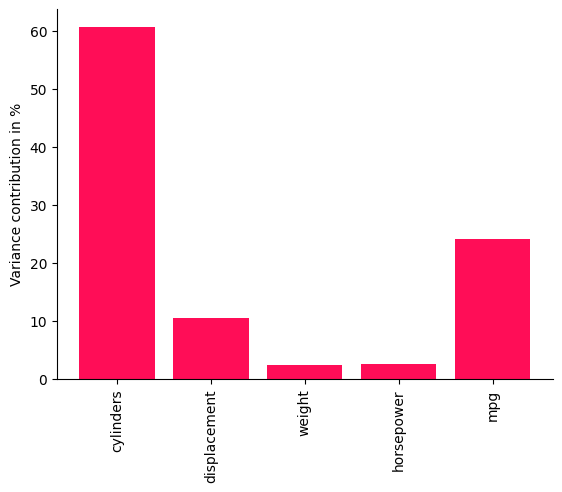 Variance contribution in %
60
50
40
30
20
10
0
cylinders
displacement
weight
horsepower
mpg